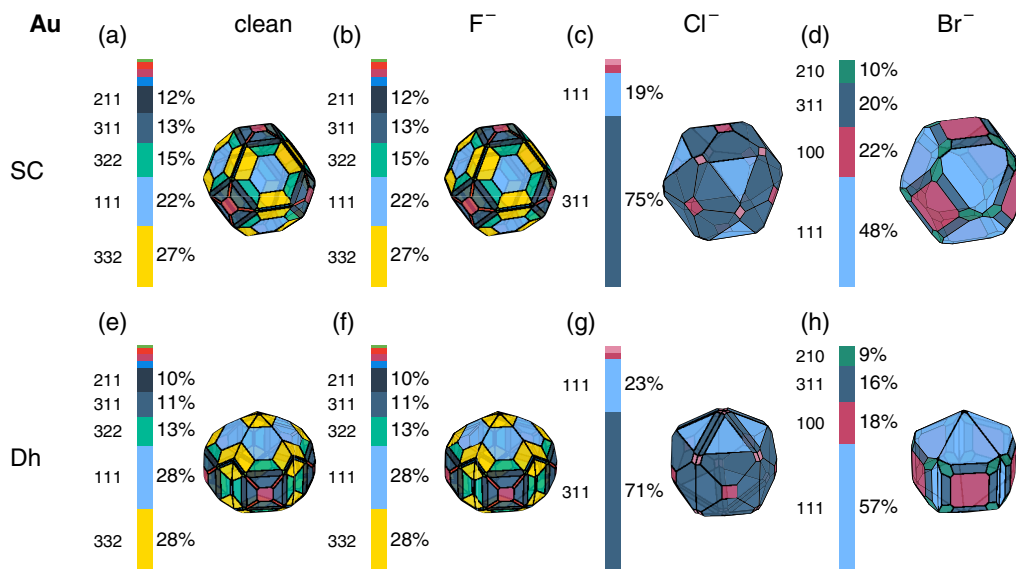 Au
(a)
clean
(b)
F⁻
(c)
Cl⁻
(d)
Br⁻
SC
211 12%
311 13%
322 15%
111 22%
332 27%
211 12%
311 13%
322 15%
111 22%
332 27%
111 19%
311 75%
210 10%
311 20%
100 22%
111 48%
(e)
(f)
(g)
(h)
Dh
211 10%
311 11%
322 13%
111 28%
332 28%
211 10%
311 11%
322 13%
111 28%
332 28%
111 23%
311 71%
210 9%
311 16%
100 18%
111 57%